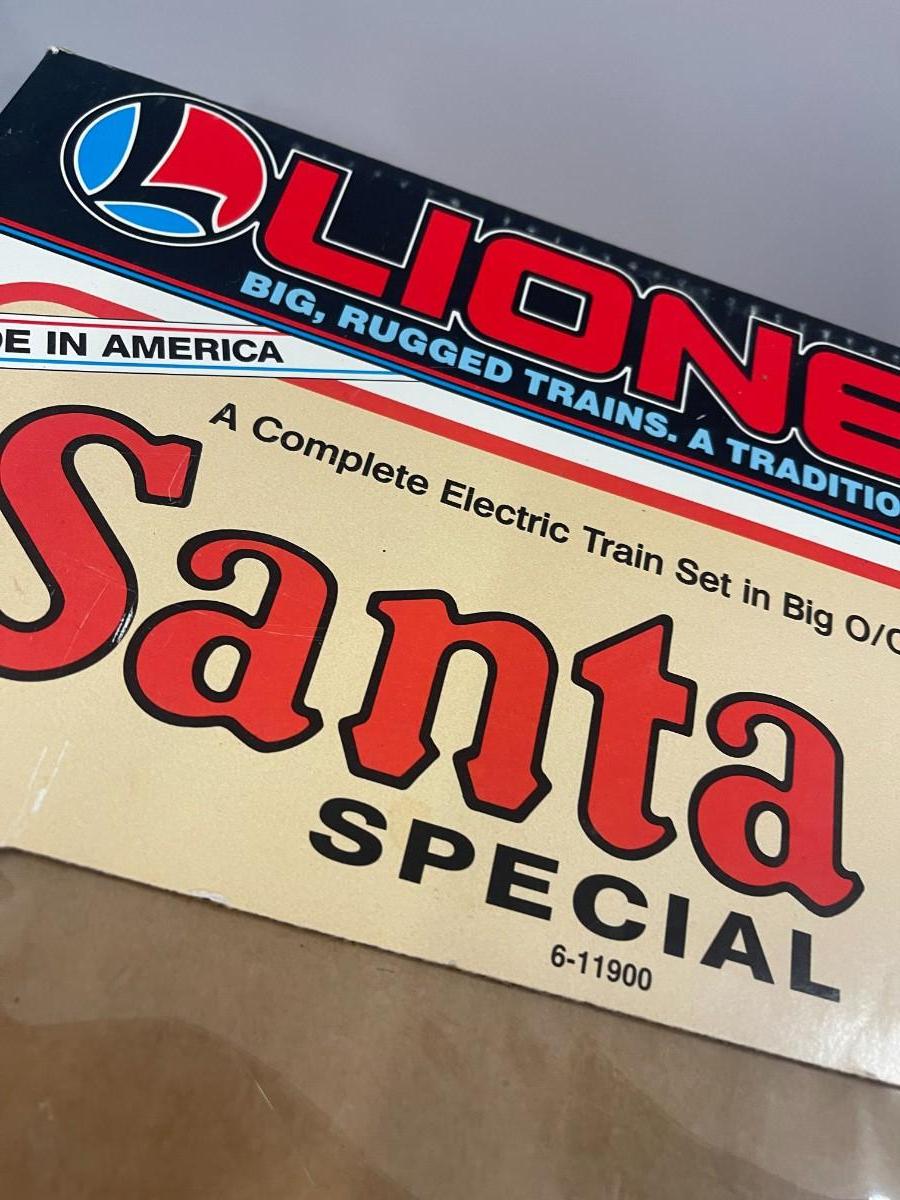 LIONE
BIG, RUGGED TRAINS. A TRADITIO
DE IN AMERICA
A Complete Electric Train Set in Big O/O
Santa
SPECIAL
6-11900